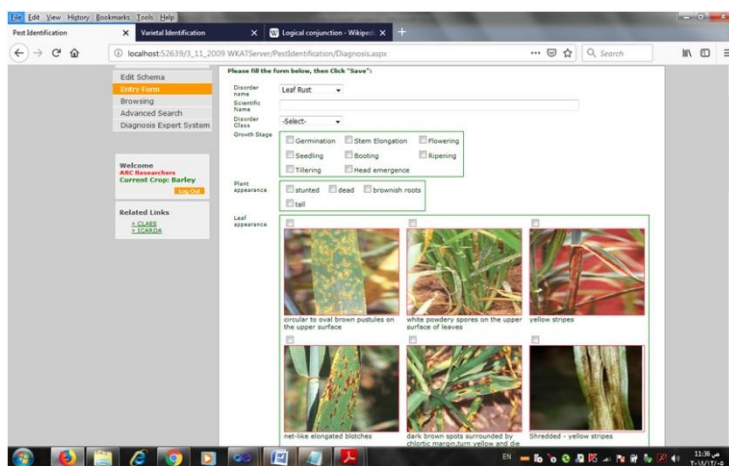 File Edit View History Bookmarks Tools Help
Pest Identification
Varietal Identification
Logical conjunction - Wikiped
localhost:52639/3_11_2009 WKATServer/PestIdentification/Diagnosis.aspx
Search
Edit Schema
Entry Form
Browsing
Advanced Search
Diagnosis Expert System
Welcome
ARC Researchers
Current Crop: Barley
Log Out
Related Links
» CLAES
» ICARDA
Please fill the form below, then Click "Save":
Disorder name
Leaf Rust
Scientific Name
Disorder Class
-Select-
Growth Stage
Germination Stem Elongation Flowering
Seedling Booting Ripening
Tillering Head emergence
Plant appearance
stunted dead brownish roots
tall
Leaf appearance
circular to oval brown pustules on the upper surface
white powdery spores on the upper surface of leaves
yellow stripes
net-like elongated blotches
dark brown spots surrounded by chlortic margin,turn yellow and die
Shredded - yellow stripes
EN
11:36 ص